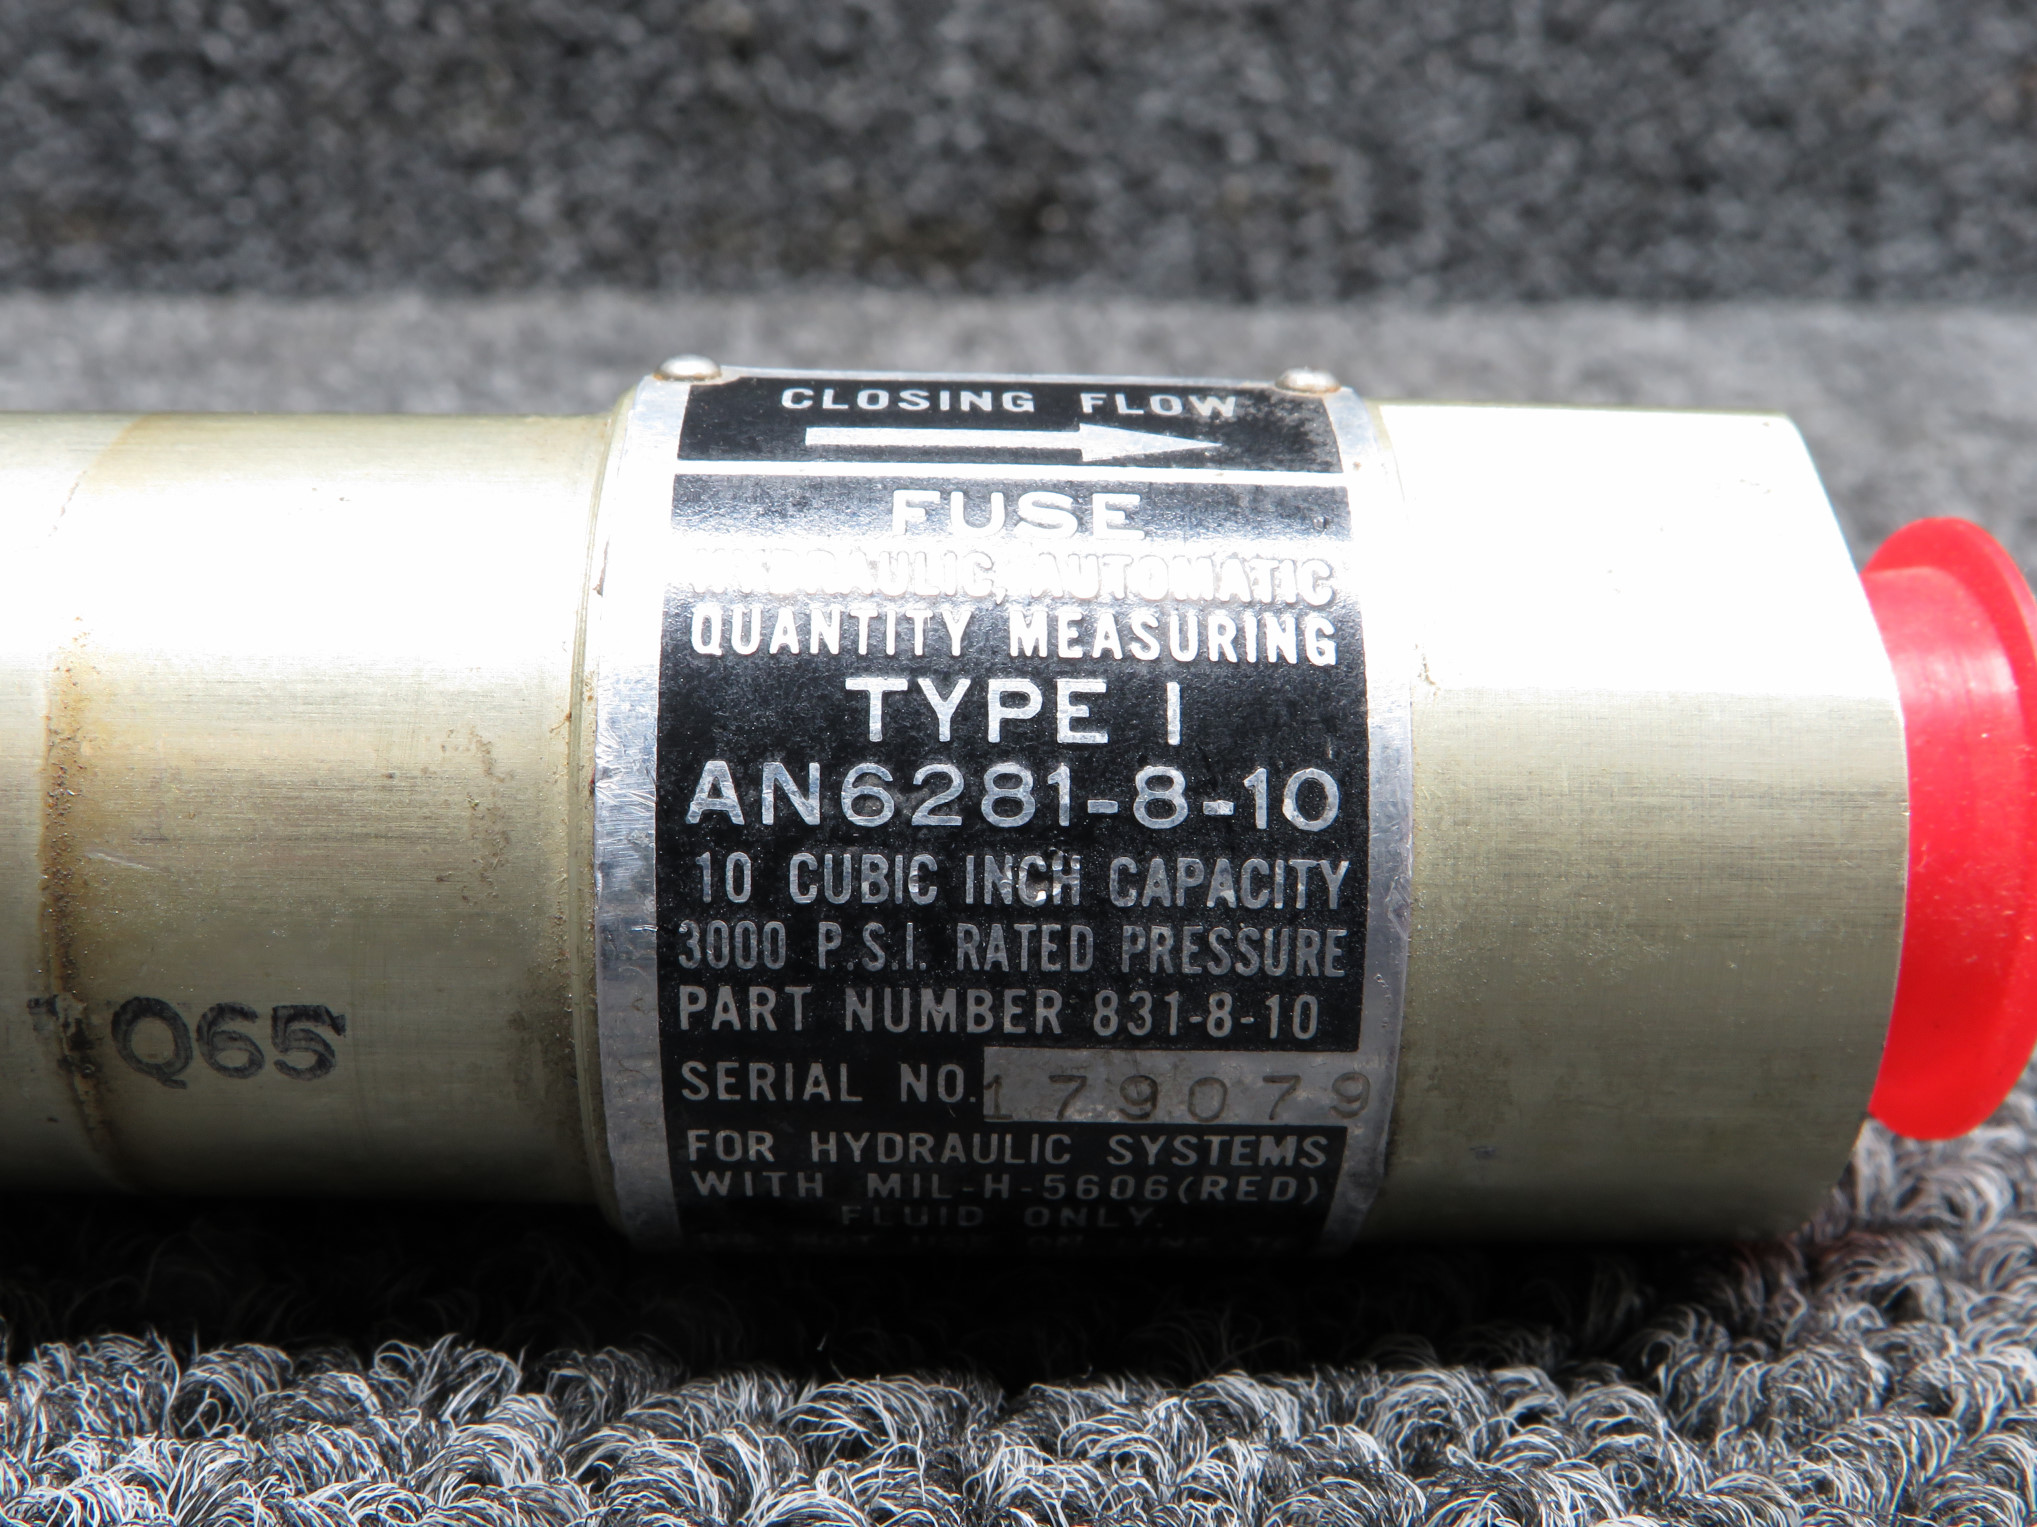 CLOSING FLOW
FUSE
HYDRAULIC, AUTOMATIC
QUANTITY MEASURING
TYPE I
AN6281-8-10
10 CUBIC INCH CAPACITY
3000 P.S.I. RATED PRESSURE
PART NUMBER 831-8-10
SERIAL NO. 179079
FOR HYDRAULIC SYSTEMS
WITH MIL-H-5606(RED)
FLUID ONLY.
Q65